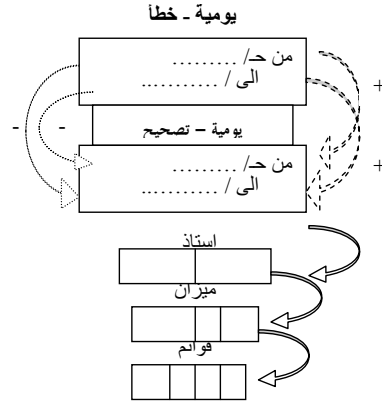 يومية - خطأ
من حـ/ .........
الى / ...........
+
-
-
يومية – تصحيح
من حـ/ .........
الى / ...........
+
استاذ
ميزان
قوائم